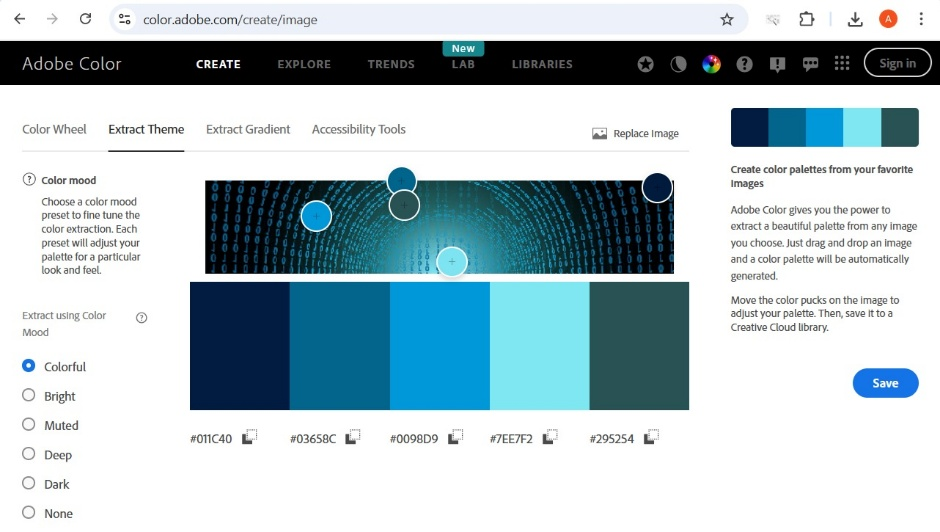 color.adobe.com/create/image
A
New
Adobe Color
CREATE
EXPLORE
TRENDS
LAB
LIBRARIES
Sign in
Color Wheel
Extract Theme
Extract Gradient
Accessibility Tools
Replace Image
Color mood
Choose a color mood
preset to fine tune the
color extraction. Each
preset will adjust your
palette for a particular
look and feel.
Extract using Color
Mood
Colorful
Bright
Muted
Deep
Dark
None
#011C40
#03658C
#0098D9
#7EE7F2
#295254
Create color palettes from your favorite
images
Adobe Color gives you the power to
extract a beautiful palette from any image
you choose. Just drag and drop an image
and a color palette will be automatically
generated.
Move the color pucks on the image to
adjust your palette. Then, save it to a
Creative Cloud library.
Save